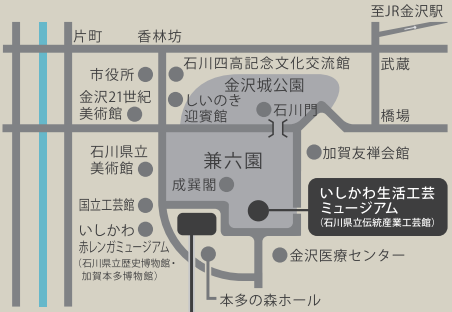 至JR金沢駅
片町
香林坊
石川四高記念文化交流館
武蔵
市役所
金沢城公園
金沢21世紀
美術館
しいのき
迎賓館
石川門
橋場
石川県立
美術館
兼六園
加賀友禅会館
成巽閣
いしかわ生活工芸
ミュージアム
(石川県立伝統産業工芸館)
国立工芸館
いしかわ
赤レンガミュージアム
(石川県立歴史博物館・
加賀本多博物館)
金沢医療センター
本多の森ホール